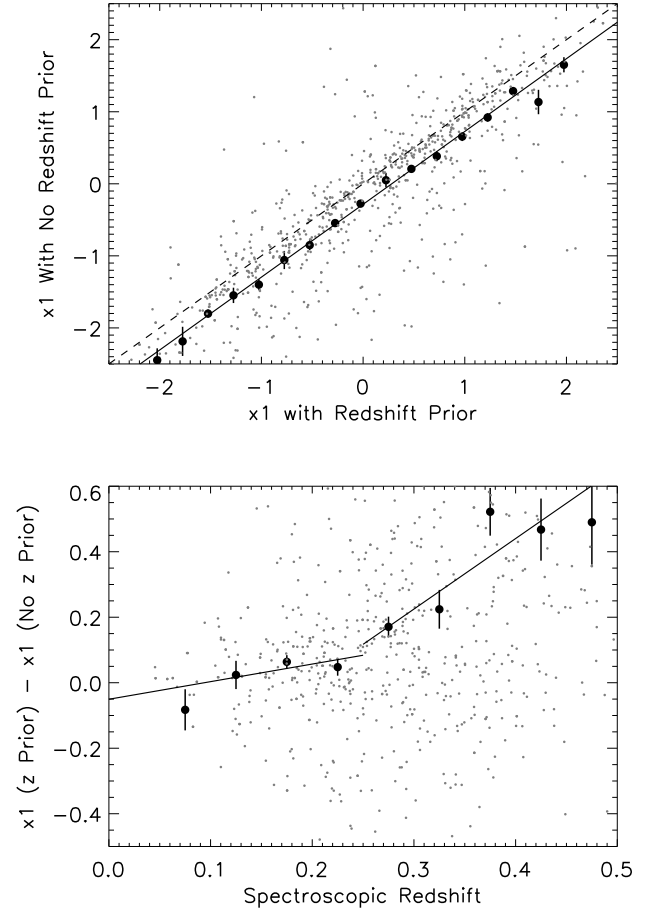 2
1
0
−1
−2
x1 With No Redshift Prior
−2 −1 0 1 2
x1 with Redshift Prior
0.6
0.4
0.2
0.0
−0.2
−0.4
x1 (z Prior) − x1 (No z Prior)
0.0 0.1 0.2 0.3 0.4 0.5
Spectroscopic Redshift